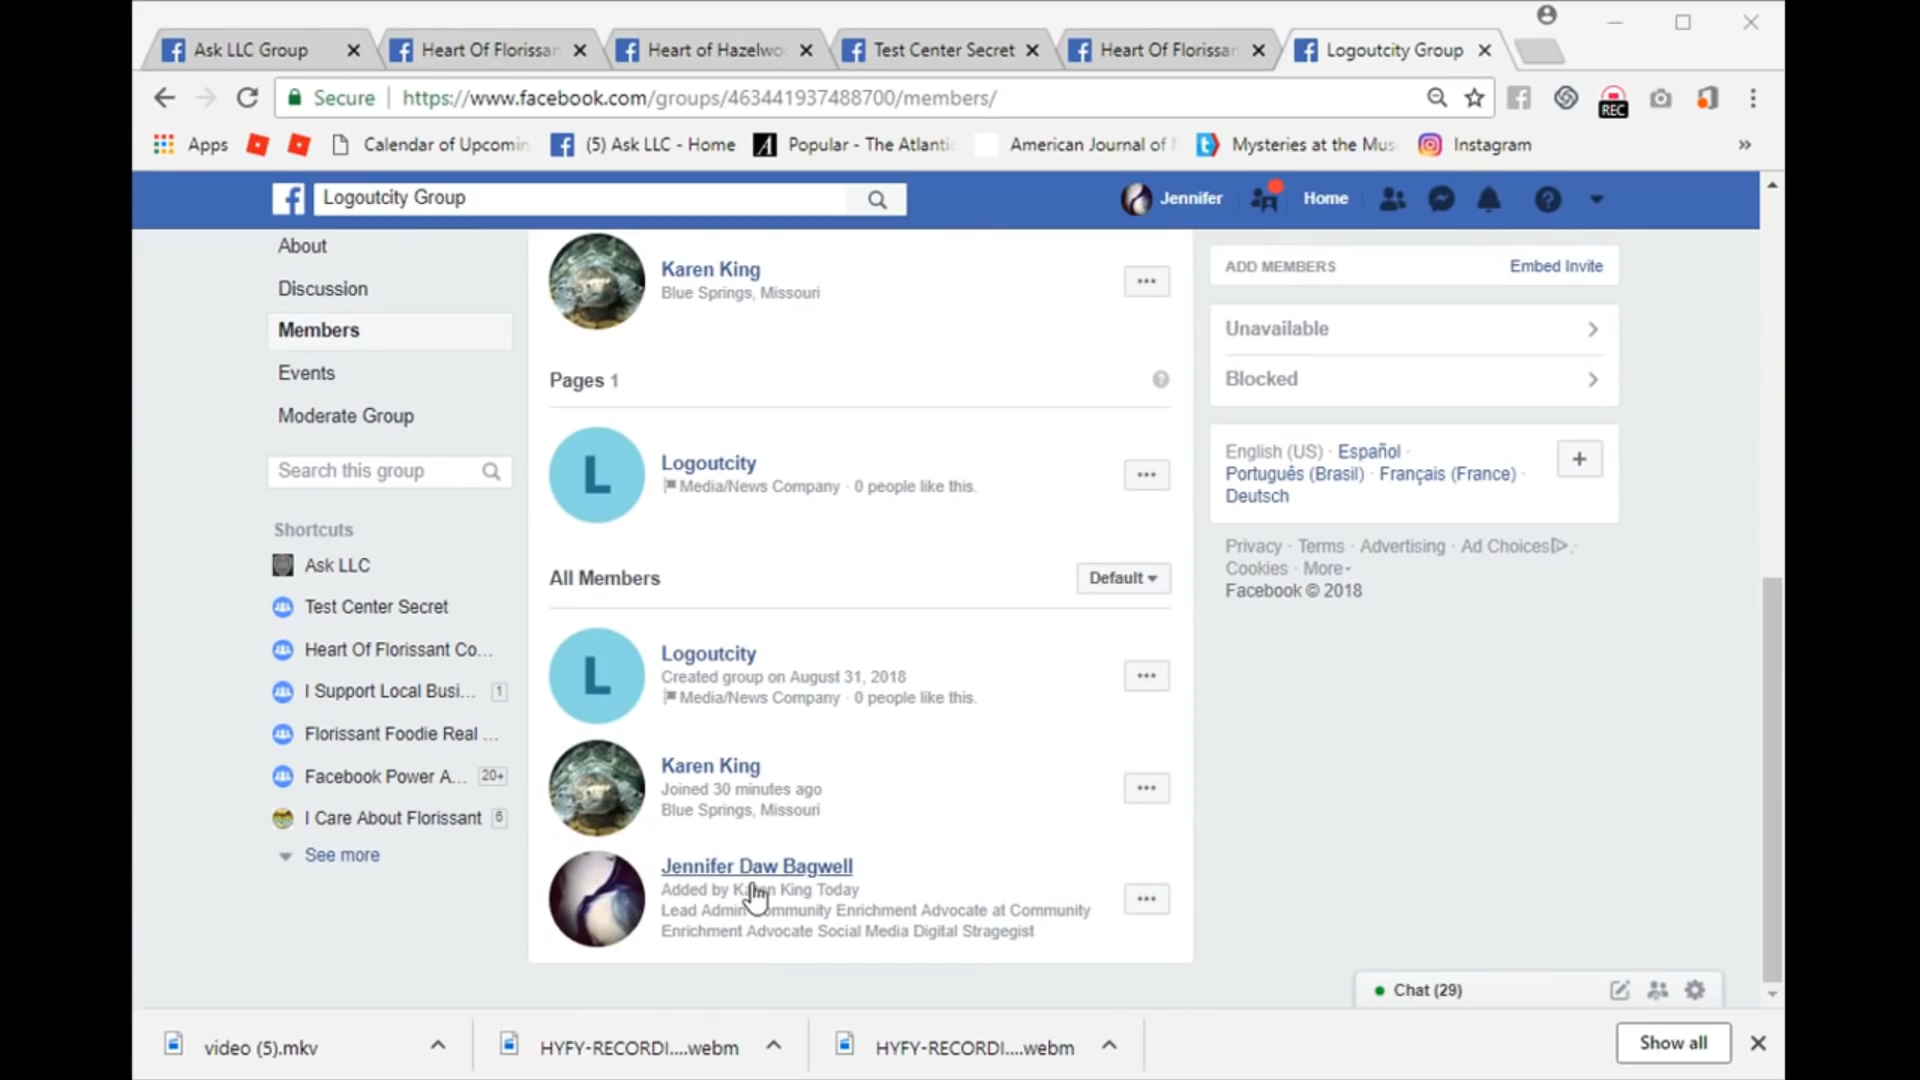 Ask LLC Group
Heart Of Florissan
Heart of Hazelwo
Test Center Secret
Heart Of Florissan
Logoutcity Group
Secure
https://www.facebook.com/groups/463441937488700/members/
REC
Apps
Calendar of Upcomin
(5) Ask LLC - Home
Popular - The Atlantic
American Journal of
Mysteries at the Mus
Instagram
»
Logoutcity Group
Jennifer
Home
About
Discussion
Members
Events
Moderate Group
Search this group
Shortcuts
Ask LLC
Test Center Secret
Heart Of Florissant Co...
I Support Local Busi... 1
Florissant Foodie Real ...
Facebook Power A... 20+
I Care About Florissant 6
See more
Karen King
Blue Springs, Missouri
Pages 1
L
Logoutcity
Media/News Company · 0 people like this.
All Members
Default
L
Logoutcity
Created group on August 31, 2018
Media/News Company · 0 people like this.
Karen King
Joined 30 minutes ago
Blue Springs, Missouri
Jennifer Daw Bagwell
Added by Karen King Today
Lead Admin Community Enrichment Advocate at Community
Enrichment Advocate Social Media Digital Stragegist
ADD MEMBERS
Embed Invite
Unavailable
Blocked
English (US) · Español ·
Português (Brasil) · Français (France) ·
Deutsch
Privacy · Terms · Advertising · Ad Choices ·
Cookies · More
Facebook © 2018
Chat (29)
video (5).mkv
HYFY-RECORDI....webm
HYFY-RECORDI....webm
Show all